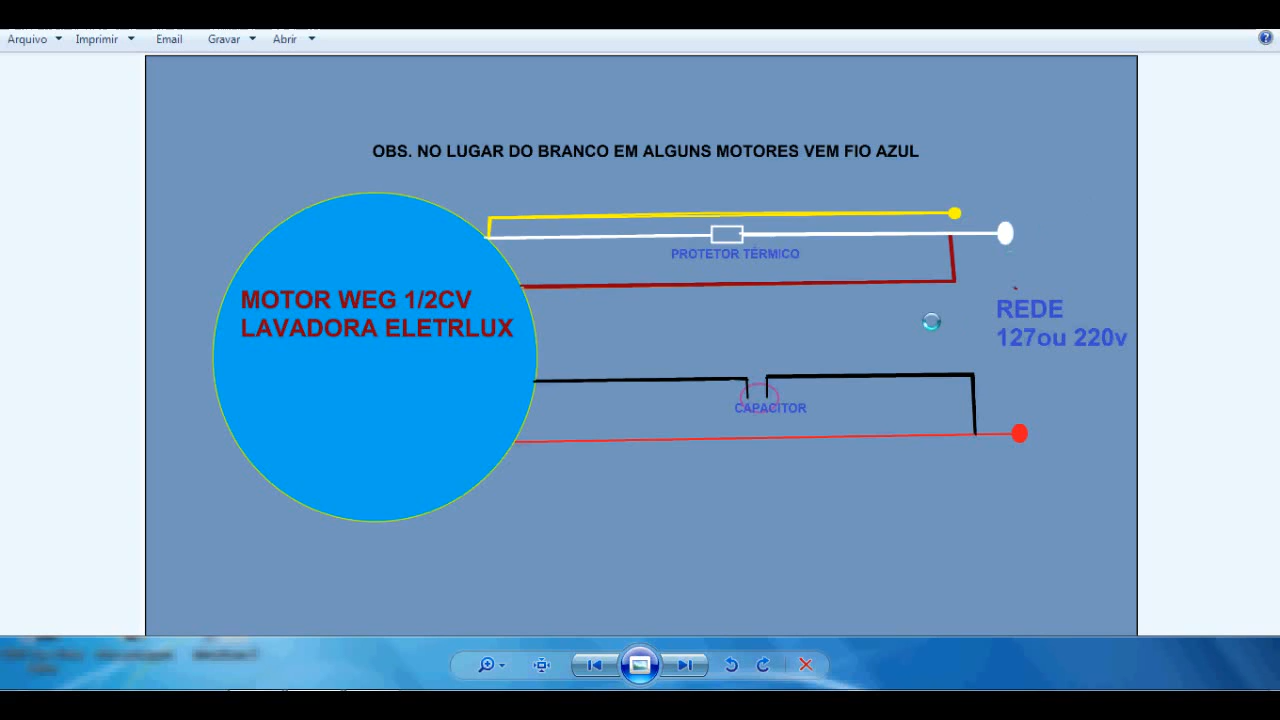 Arquivo Imprimir Email Gravar Abrir
OBS. NO LUGAR DO BRANCO EM ALGUNS MOTORES VEM FIO AZUL
PROTETOR TÉRMICO
MOTOR WEG 1/2CV
LAVADORA ELETRLUX
REDE
127ou 220v
CAPACITOR